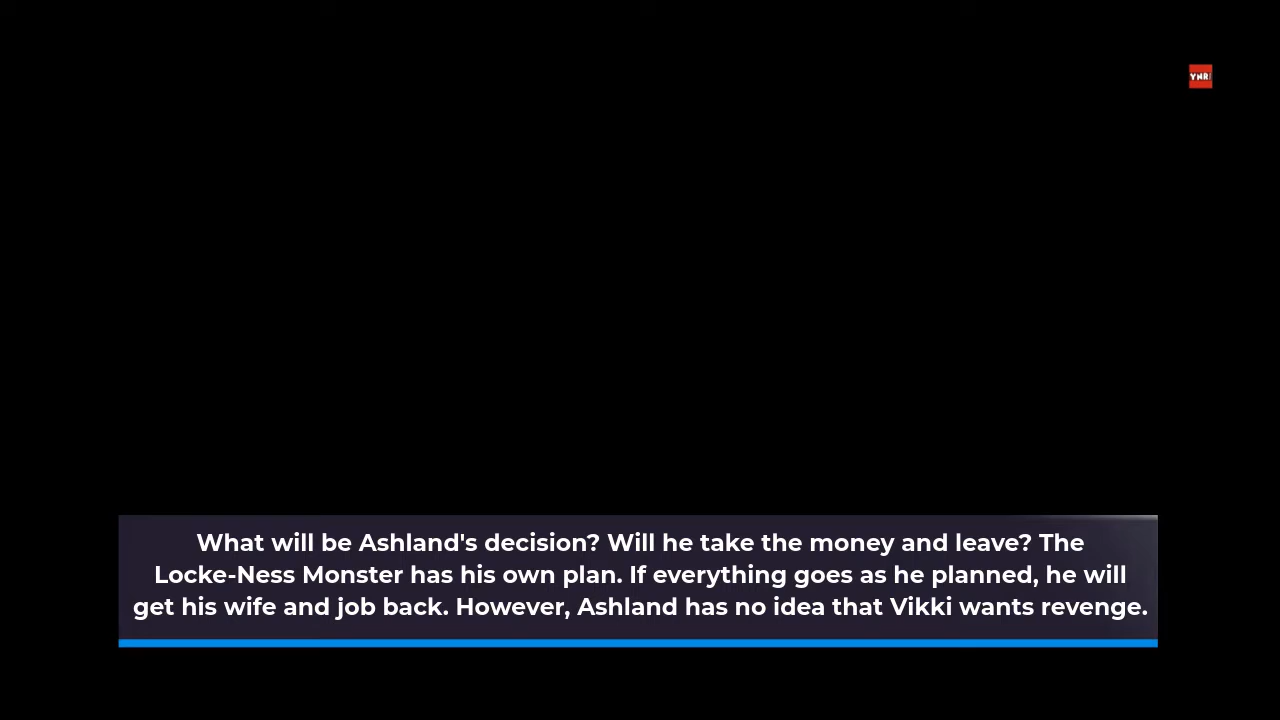 YNR
What will be Ashland's decision? Will he take the money and leave? The
Locke-Ness Monster has his own plan. If everything goes as he planned, he will
get his wife and job back. However, Ashland has no idea that Vikki wants revenge.